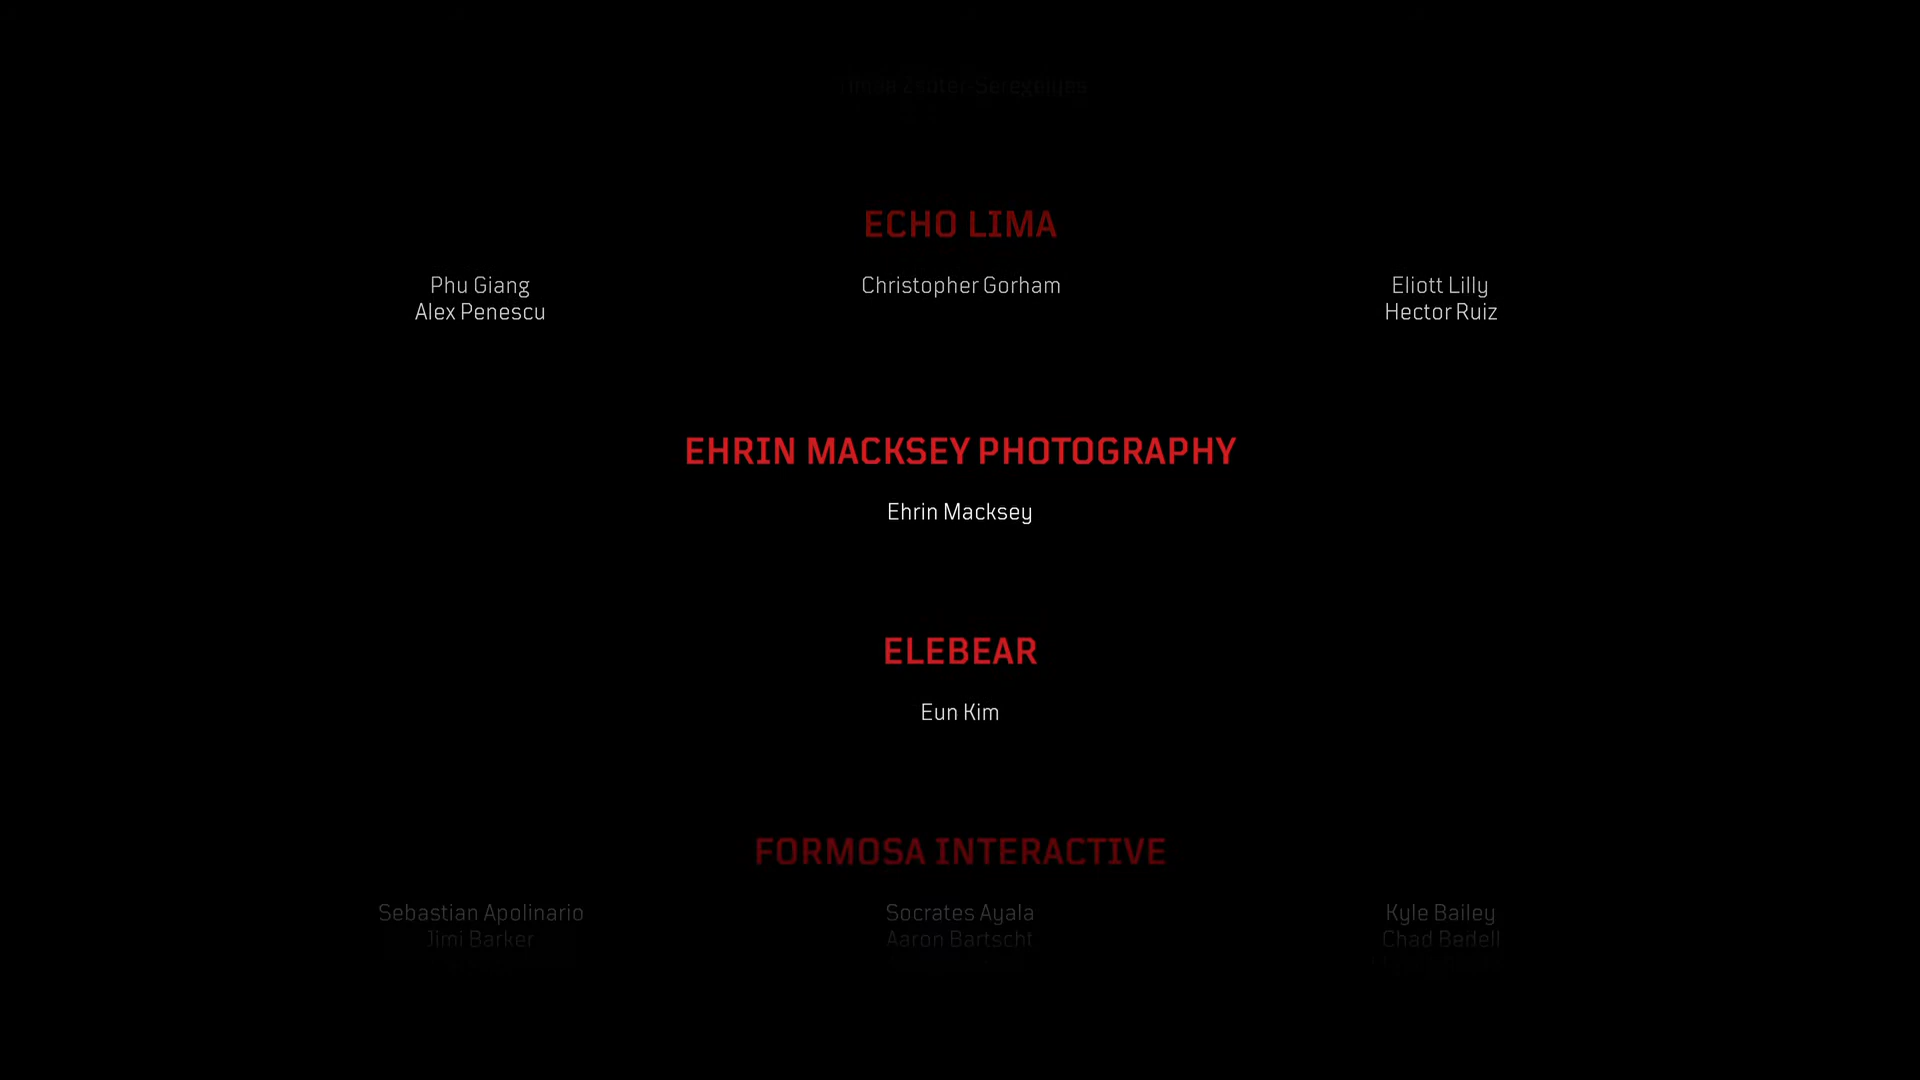 ECHO LIMA
Phu Giang Christopher Gorham Eliott Lilly
Alex Penescu Hector Ruiz
EHRIN MACKSEY PHOTOGRAPHY
Ehrin Macksey
ELEBEAR
Eun Kim
FORMOSA INTERACTIVE
Sebastian Apolinario Socrates Ayala Kyle Bailey
Jimi Barker Aaron Bartscht Chad Bedell